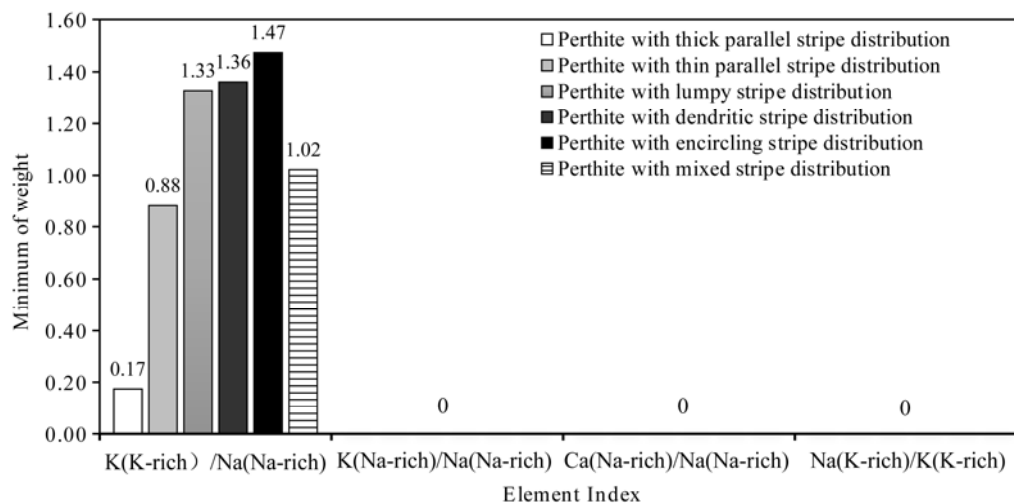 1.60
1.40
1.20
1.00
0.80
0.60
0.40
0.20
0.00
Minimum of weight
0.17
0.88
1.33
1.36
1.47
1.02
0
0
0
Perthite with thick parallel stripe distribution
Perthite with thin parallel stripe distribution
Perthite with lumpy stripe distribution
Perthite with dendritic stripe distribution
Perthite with encircling stripe distribution
Perthite with mixed stripe distribution
K(K-rich) /Na(Na-rich) K(Na-rich)/Na(Na-rich) Ca(Na-rich)/Na(Na-rich) Na(K-rich)/K(K-rich)
Element Index